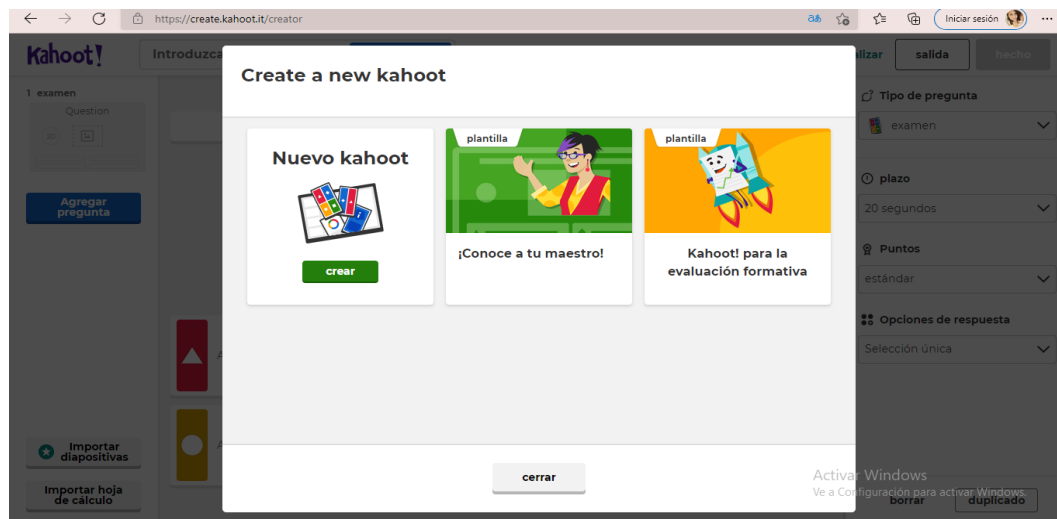 https://create.kahoot.it/creator
Iniciar sesión
Kahoot!
Introduzca
lizar
salida
hecho
1 examen
Question
Agregar
pregunta
Importar
diapositivas
Importar hoja
de cálculo
Create a new kahoot
Nuevo kahoot
crear
plantilla
¡Conoce a tu maestro!
plantilla
Kahoot! para la
evaluación formativa
cerrar
Tipo de pregunta
examen
plazo
20 segundos
Puntos
estándar
Opciones de respuesta
Selección única
Activar Windows
Ve a Configuración para activar Windows.
borrar
duplicado